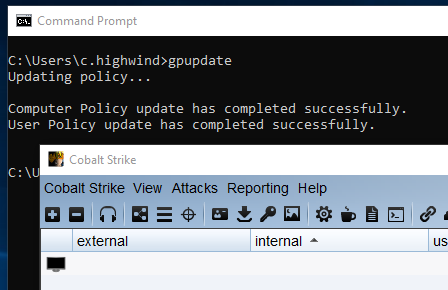 Command Prompt
C:\Users\c.highwind>gpupdate
Updating policy...
Computer Policy update has completed successfully.
User Policy update has completed successfully.
C:\U
Cobalt Strike
Cobalt Strike View Attacks Reporting Help
external internal us